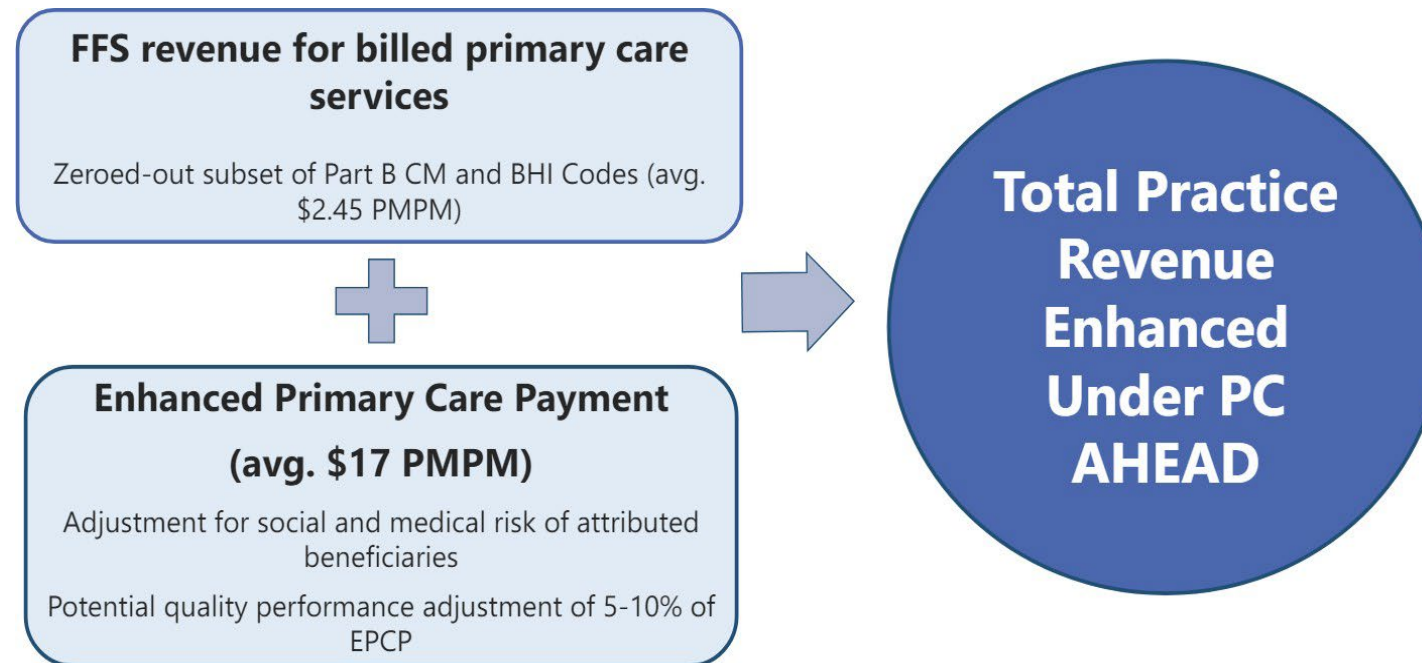 FFS revenue for billed primary care
services
Zeroed-out subset of Part B CM and BHI Codes (avg.
$2.45 PMPM)
Enhanced Primary Care Payment
(avg. $17 PMPM)
Adjustment for social and medical risk of attributed
beneficiaries
Potential quality performance adjustment of 5-10% of
EPCP
Total Practice
Revenue
Enhanced
Under PC
AHEAD